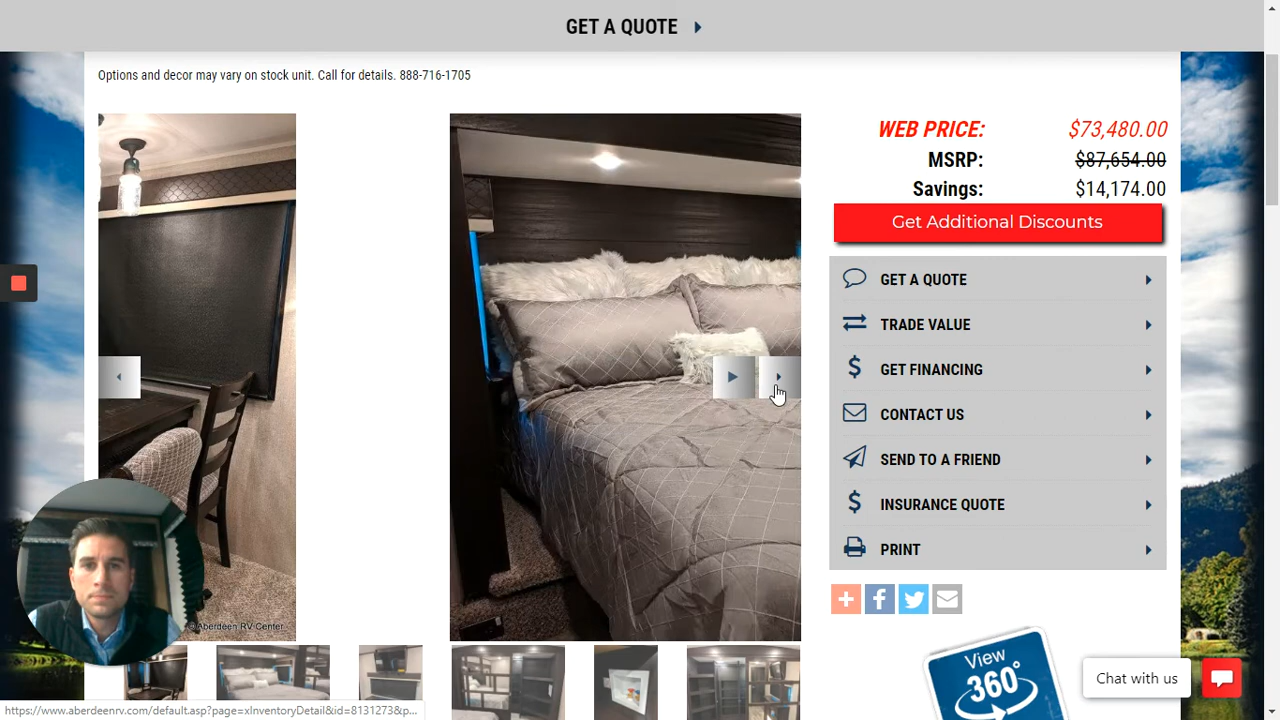 GET A QUOTE
Options and decor may vary on stock unit. Call for details. 888-716-1705
WEB PRICE: $73,480.00
MSRP: $87,654.00
Savings: $14,174.00
Get Additional Discounts
GET A QUOTE
TRADE VALUE
GET FINANCING
CONTACT US
SEND TO A FRIEND
INSURANCE QUOTE
PRINT
©Aberdeen RV Center
View
360°
Chat with us
https://www.aberdeenrv.com/default.asp?page=xInventoryDetail&id=8131273&p...